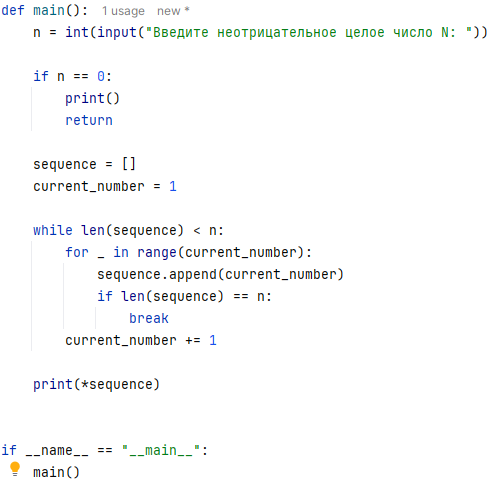 def main():  1 usage  new *
    n = int(input("Введите неотрицательное целое число N: "))
    if n == 0:
        print()
        return
    sequence = []
    current_number = 1
    while len(sequence) < n:
        for _ in range(current_number):
            sequence.append(current_number)
            if len(sequence) == n:
                break
        current_number += 1
    print(*sequence)
if __name__ == "__main__":
    main()